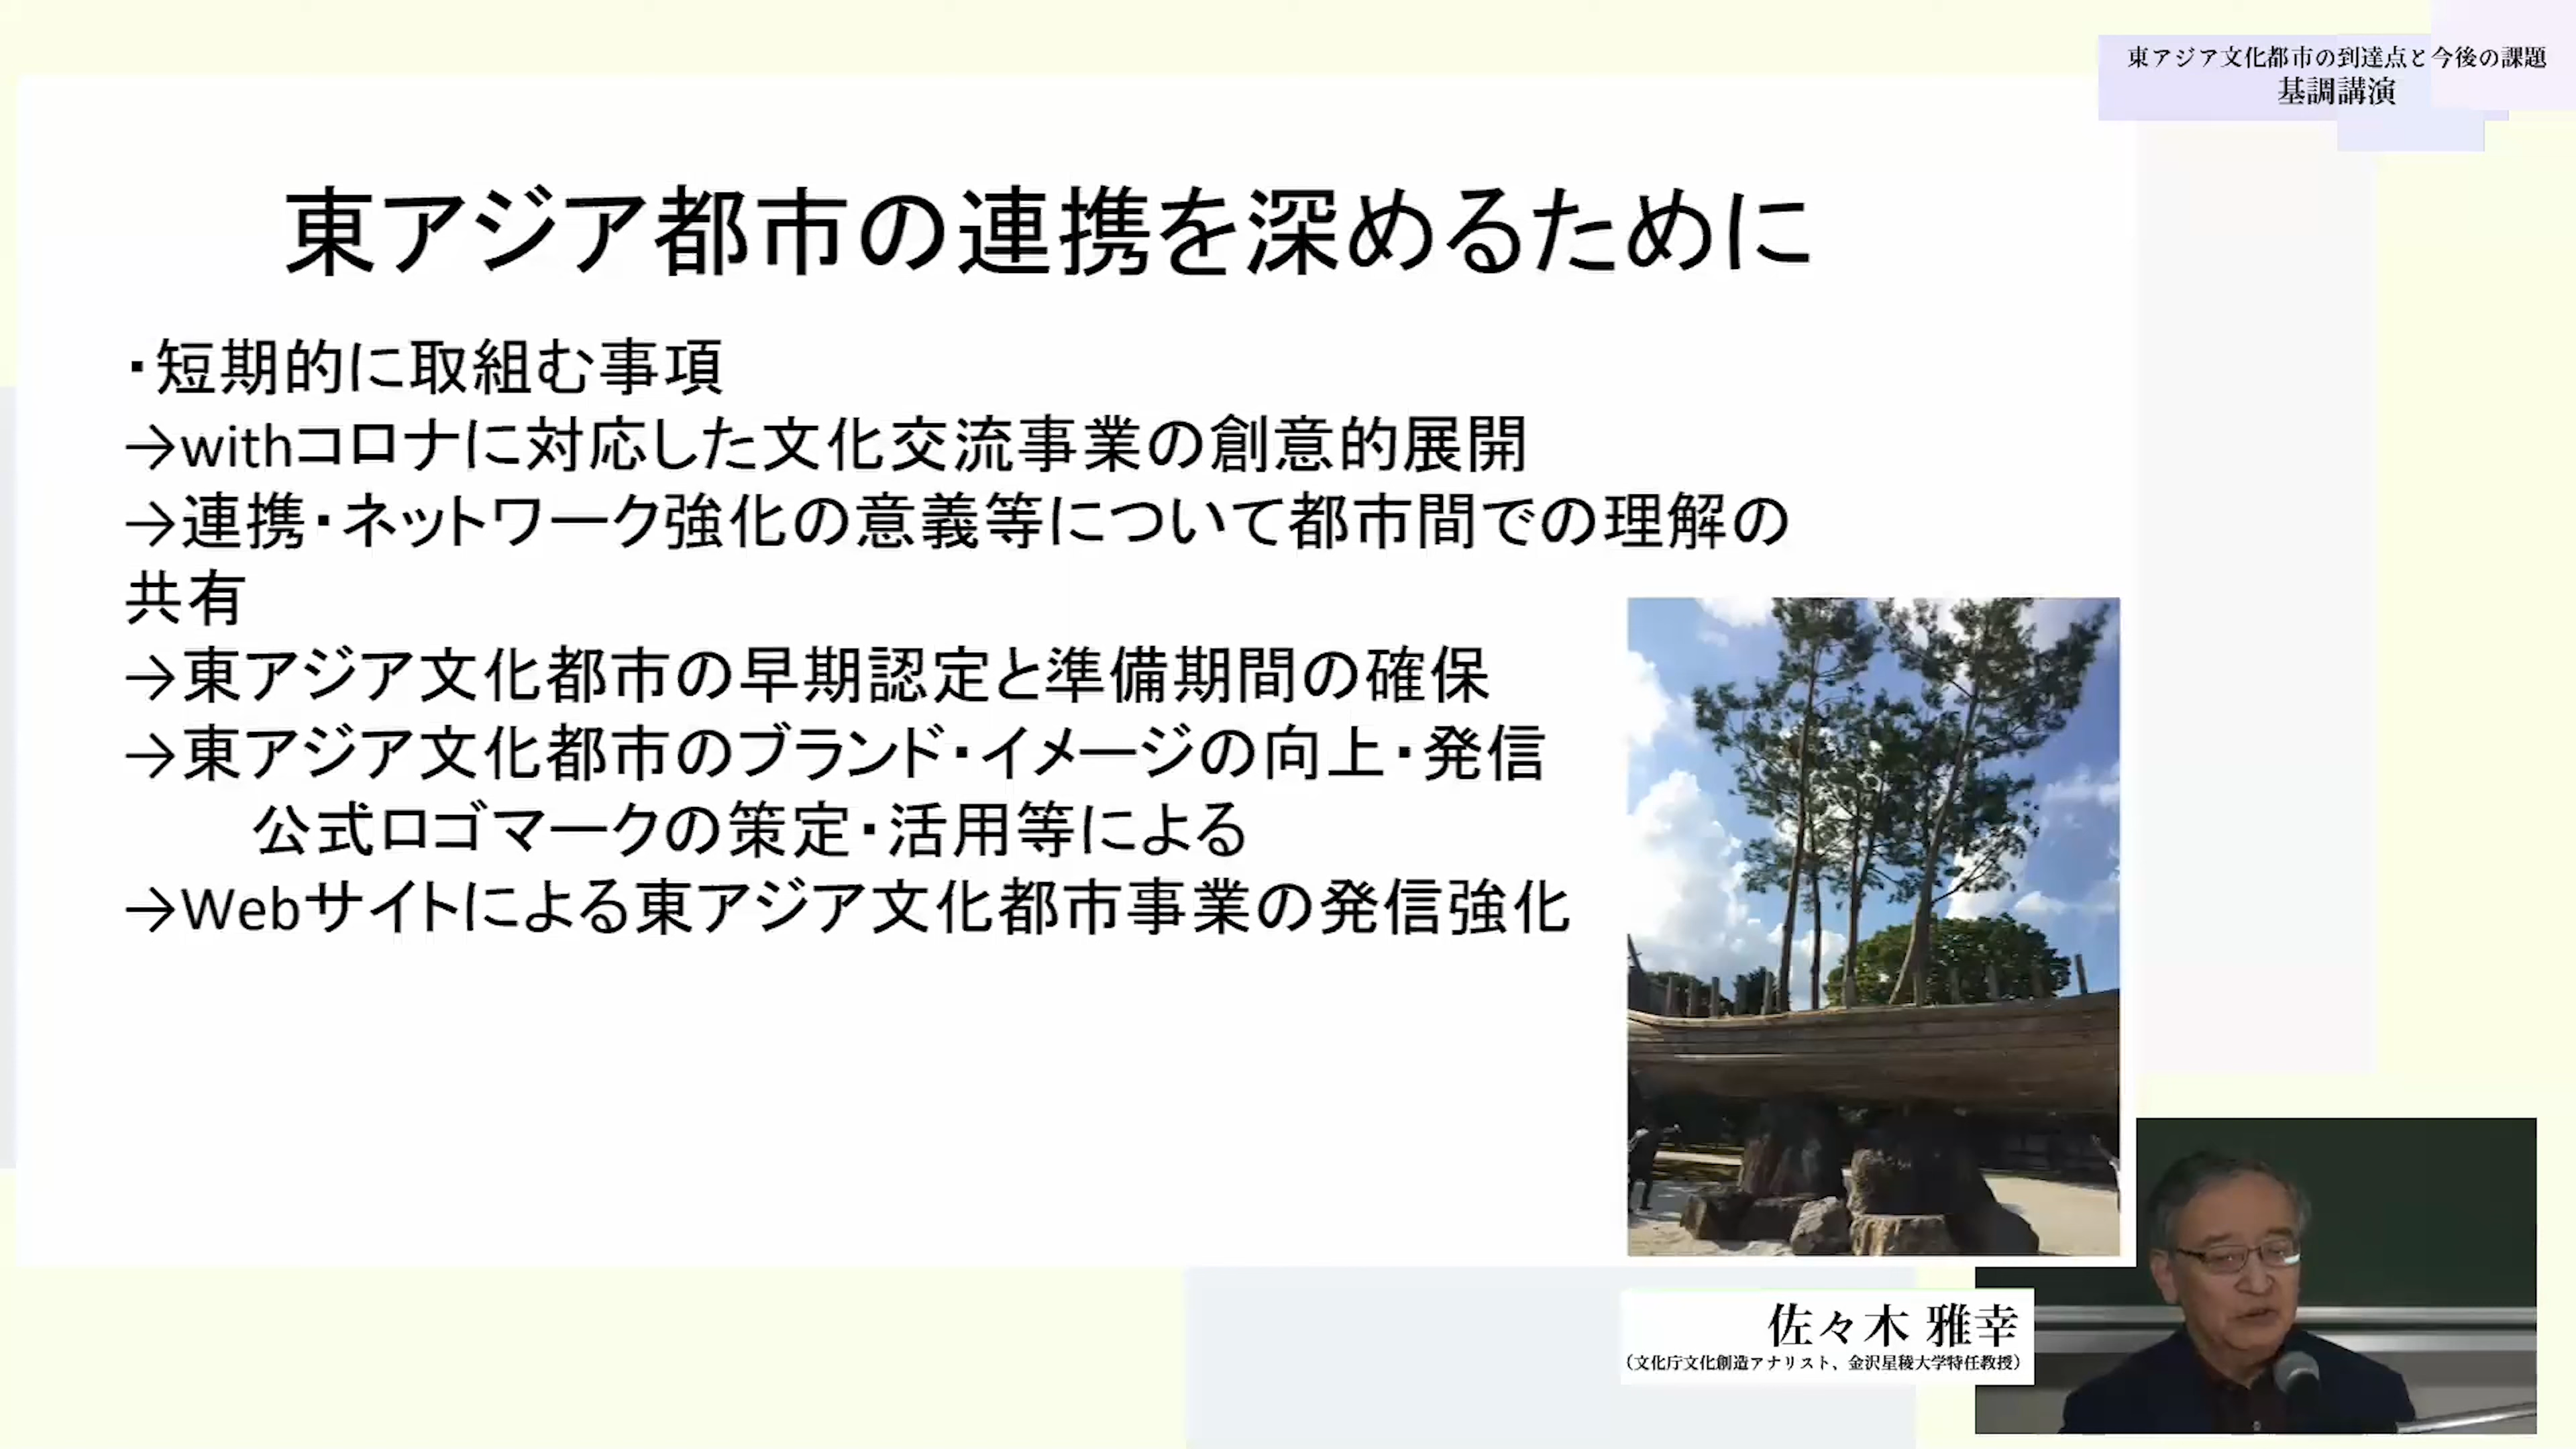 東アジア文化都市の到達点と今後の課題
基調講演
東アジア都市の連携を深めるために
・短期的に取組む事項
→withコロナに対応した文化交流事業の創意的展開
→連携・ネットワーク強化の意義等について都市間での理解の
共有
→東アジア文化都市の早期認定と準備期間の確保
→東アジア文化都市のブランド・イメージの向上・発信
公式ロゴマークの策定・活用等による
→Webサイトによる東アジア文化都市事業の発信強化
佐々木 雅幸
（文化庁文化創造アナリスト、金沢星稜大学特任教授）